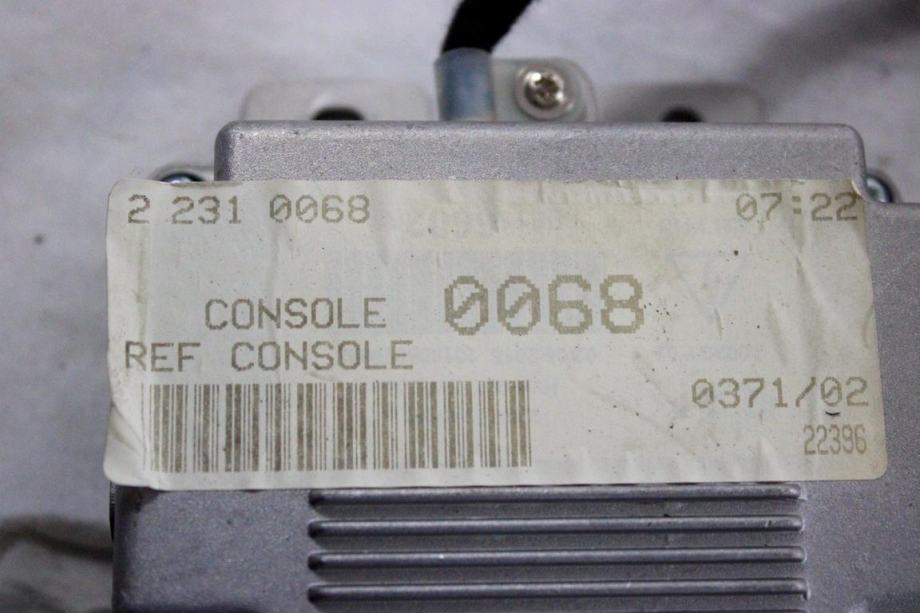 2 231 0068 07:22
CONSOLE 0068
REF CONSOLE
0371/02
22396